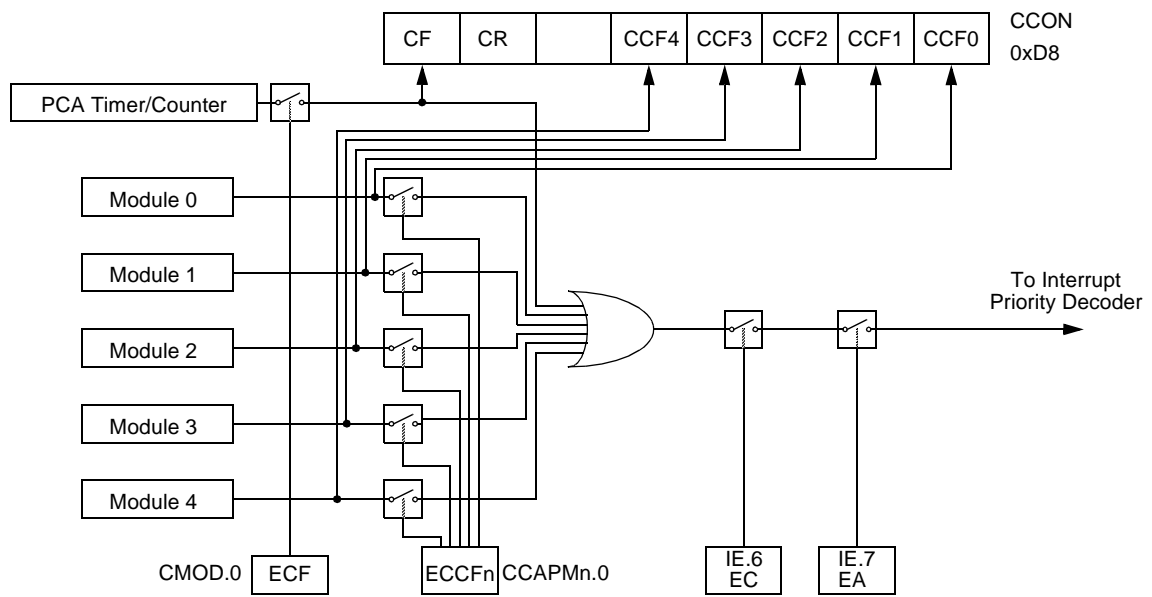 CF CR CCF4 CCF3 CCF2 CCF1 CCF0
CCON
0xD8
PCA Timer/Counter
Module 0
Module 1
Module 2
Module 3
Module 4
To Interrupt
Priority Decoder
CMOD.0 ECF
ECCFn CCAPMn.0
IE.6
EC
IE.7
EA